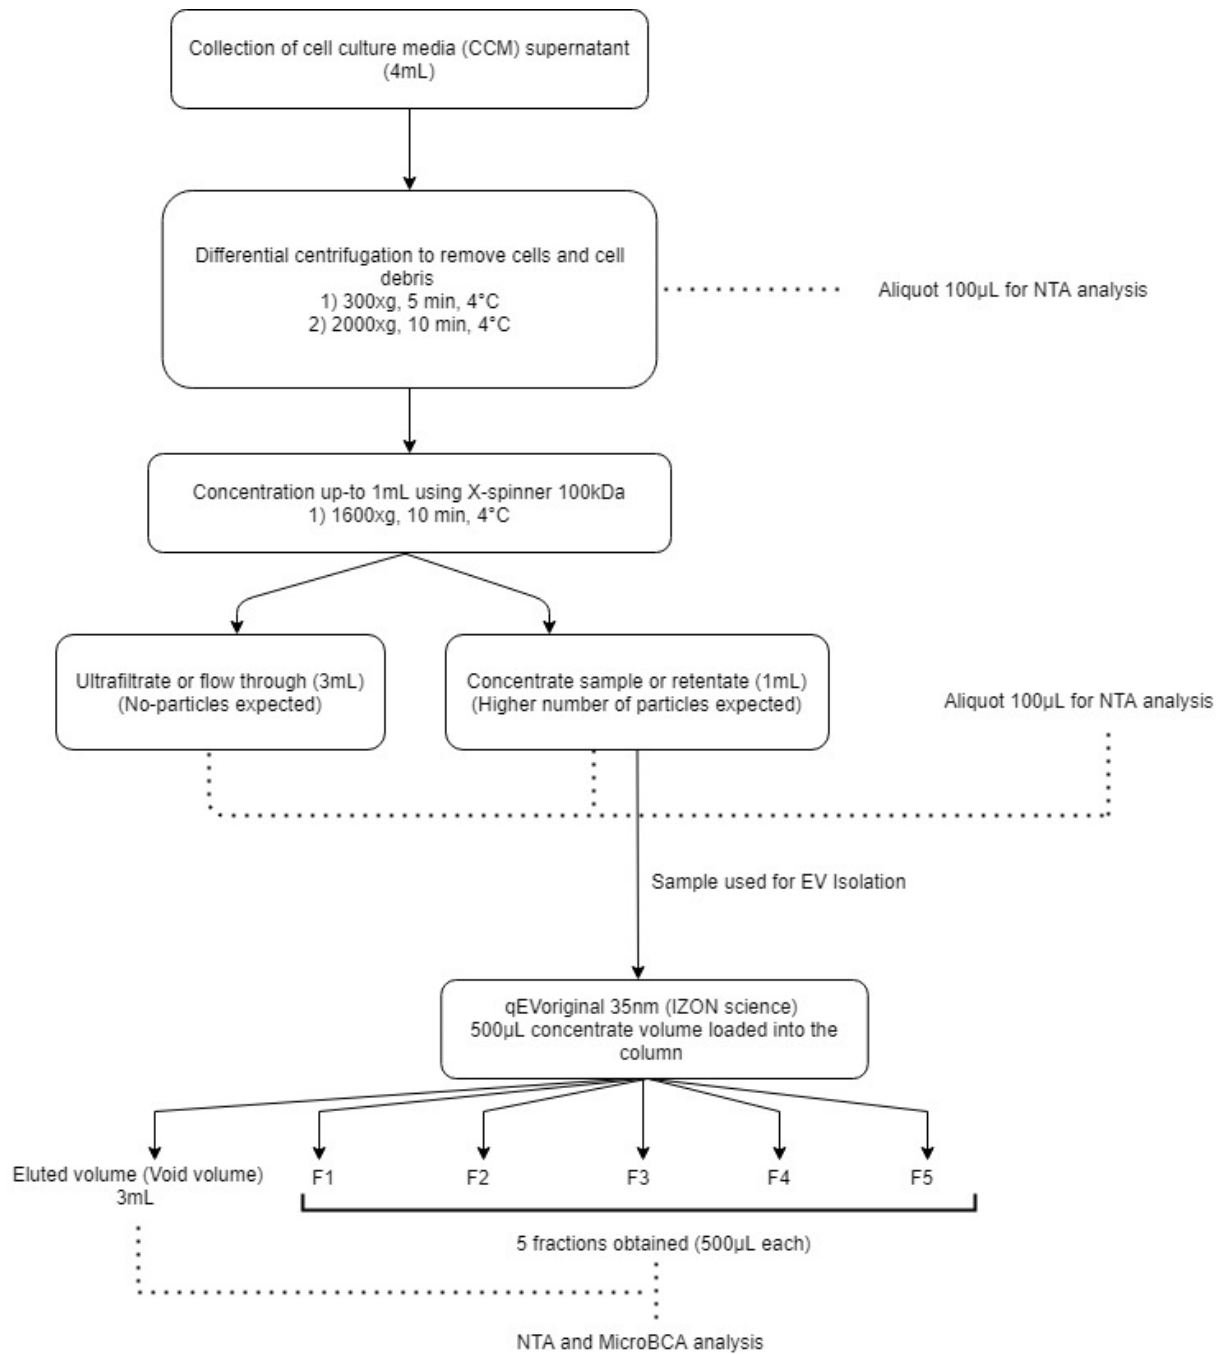 Collection of cell culture media (CCM) supernatant
(4mL)
Differential centrifugation to remove cells and cell
debris
1) 300xg, 5 min, 4°C
2) 2000xg, 10 min, 4°C
Aliquot 100µL for NTA analysis
Concentration up-to 1mL using X-spinner 100kDa
1) 1600xg, 10 min, 4°C
Ultrafiltrate or flow through (3mL)
(No-particles expected)
Concentrate sample or retentate (1mL)
(Higher number of particles expected)
Aliquot 100µL for NTA analysis
Sample used for EV Isolation
qEVoriginal 35nm (IZON science)
500µL concentrate volume loaded into the
column
Eluted volume (Void volume)
3mL
F1
F2
F3
F4
F5
5 fractions obtained (500µL each)
NTA and MicroBCA analysis